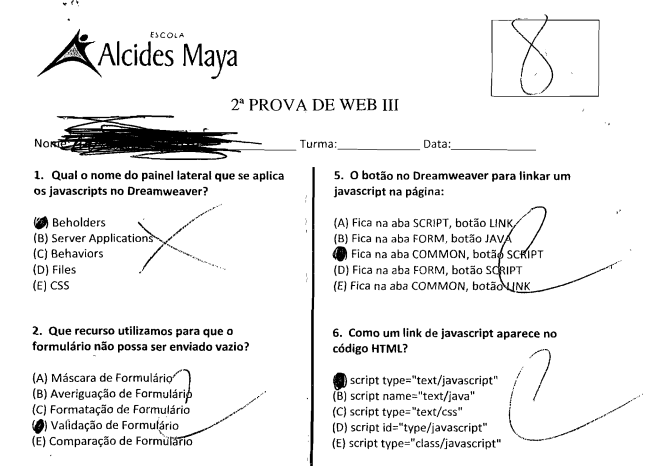 ESCOLA
Alcides Maya
8
2ª PROVA DE WEB III
Nome Turma:____________ Data:____________
1. Qual o nome do painel lateral que se aplica
os javascripts no Dreamweaver?
Beholders
(B) Server Applications
(C) Behaviors
(D) Files
(E) CSS
2. Que recurso utilizamos para que o
formulário não possa ser enviado vazio?
(A) Máscara de Formulário
(B) Averiguação de Formulário
(C) Formatação de Formulário
Validação de Formulário
(E) Comparação de Formulário
5. O botão no Dreamweaver para linkar um
javascript na página:
(A) Fica na aba SCRIPT, botão LINK
(B) Fica na aba FORM, botão JAVA
Fica na aba COMMON, botão SCRIPT
(D) Fica na aba FORM, botão SCRIPT
(E) Fica na aba COMMON, botão LINK
6. Como um link de javascript aparece no
código HTML?
script type="text/javascript"
(B) script name="text/java"
(C) script type="text/css"
(D) script id="type/javascript"
(E) script type="class/javascript"